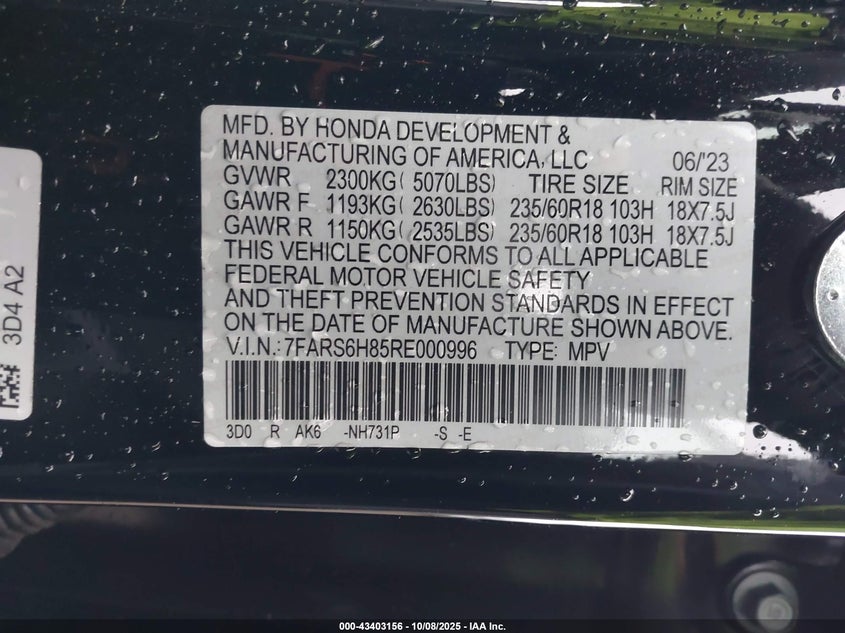 MFD. BY HONDA DEVELOPMENT &
MANUFACTURING OF AMERICA, LLC 06/'23
GVWR 2300KG( 5070LBS) TIRE SIZE RIM SIZE
GAWR F 1193KG( 2630LBS) 235/60R18 103H 18X7.5J
GAWR R 1150KG( 2535LBS) 235/60R18 103H 18X7.5J
THIS VEHICLE CONFORMS TO ALL APPLICABLE
FEDERAL MOTOR VEHICLE SAFETY
AND THEFT PREVENTION STANDARDS IN EFFECT
ON THE DATE OF MANUFACTURE SHOWN ABOVE.
V.I.N.:7FARS6H85RE000996 TYPE: MPV
3D0 R AK6 -NH731P -S -E
3D4 A2
000-43403156 - 10/08/2025 - IAA Inc.